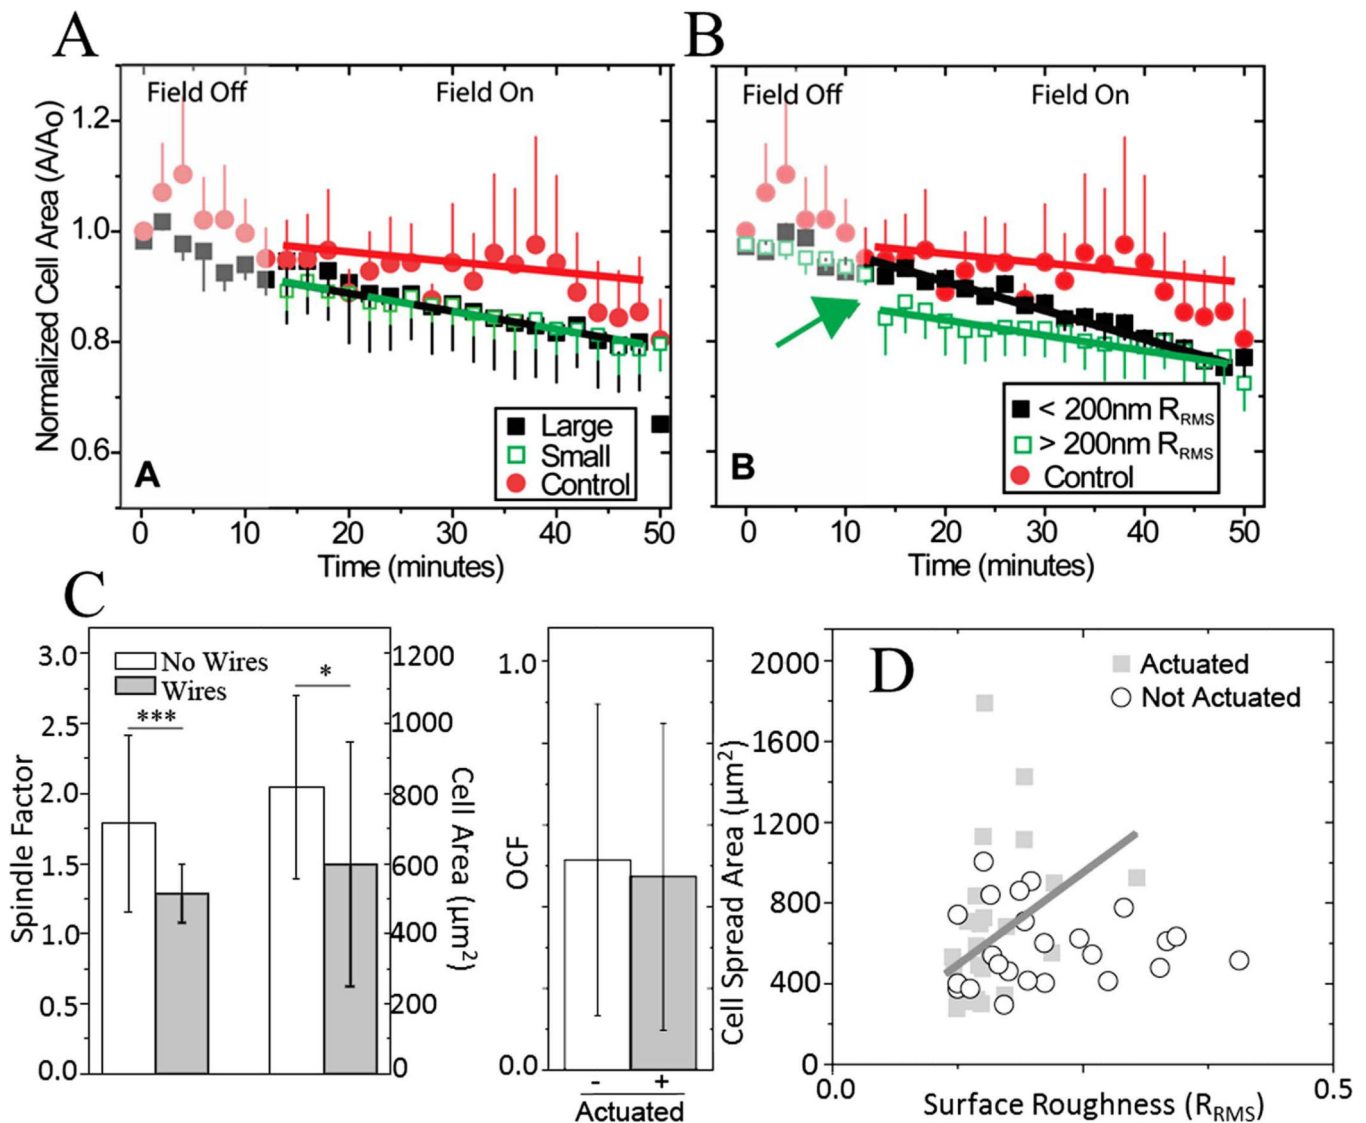 A
Field Off
Field On
Normalized Cell Area (A/A0)
1.2
1.0
0.8
0.6
Large
Small
Control
A
0
10
20
30
40
50
Time (minutes)
B
Field Off
Field On
< 200nm RRMS
> 200nm RRMS
Control
B
0
10
20
30
40
50
Time (minutes)
C
Spindle Factor
3.0
2.5
2.0
1.5
1.0
0.5
0.0
No Wires
Wires
***
*
1200
1000
800
600
400
200
0
Cell Area (μm2)
OCF
1.0
0.0
- +
Actuated
D
Cell Spread Area (μm2)
2000
1600
1200
800
400
0
Actuated
Not Actuated
0.0
0.5
Surface Roughness (RRMS)